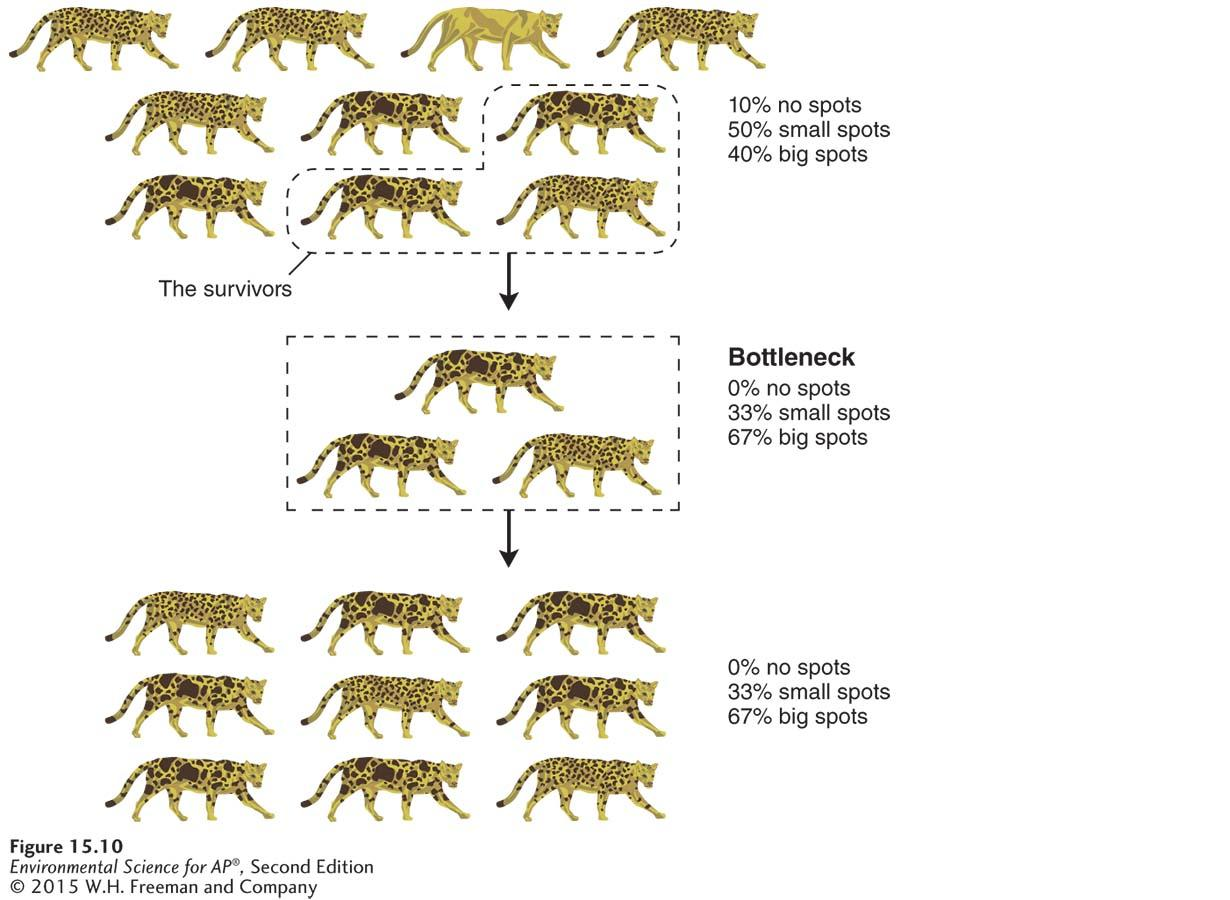 10% no spots
50% small spots
40% big spots
The survivors
Bottleneck
0% no spots
33% small spots
67% big spots
0% no spots
33% small spots
67% big spots
Figure 15.10
Environmental Science for AP®, Second Edition
© 2015 W.H. Freeman and Company